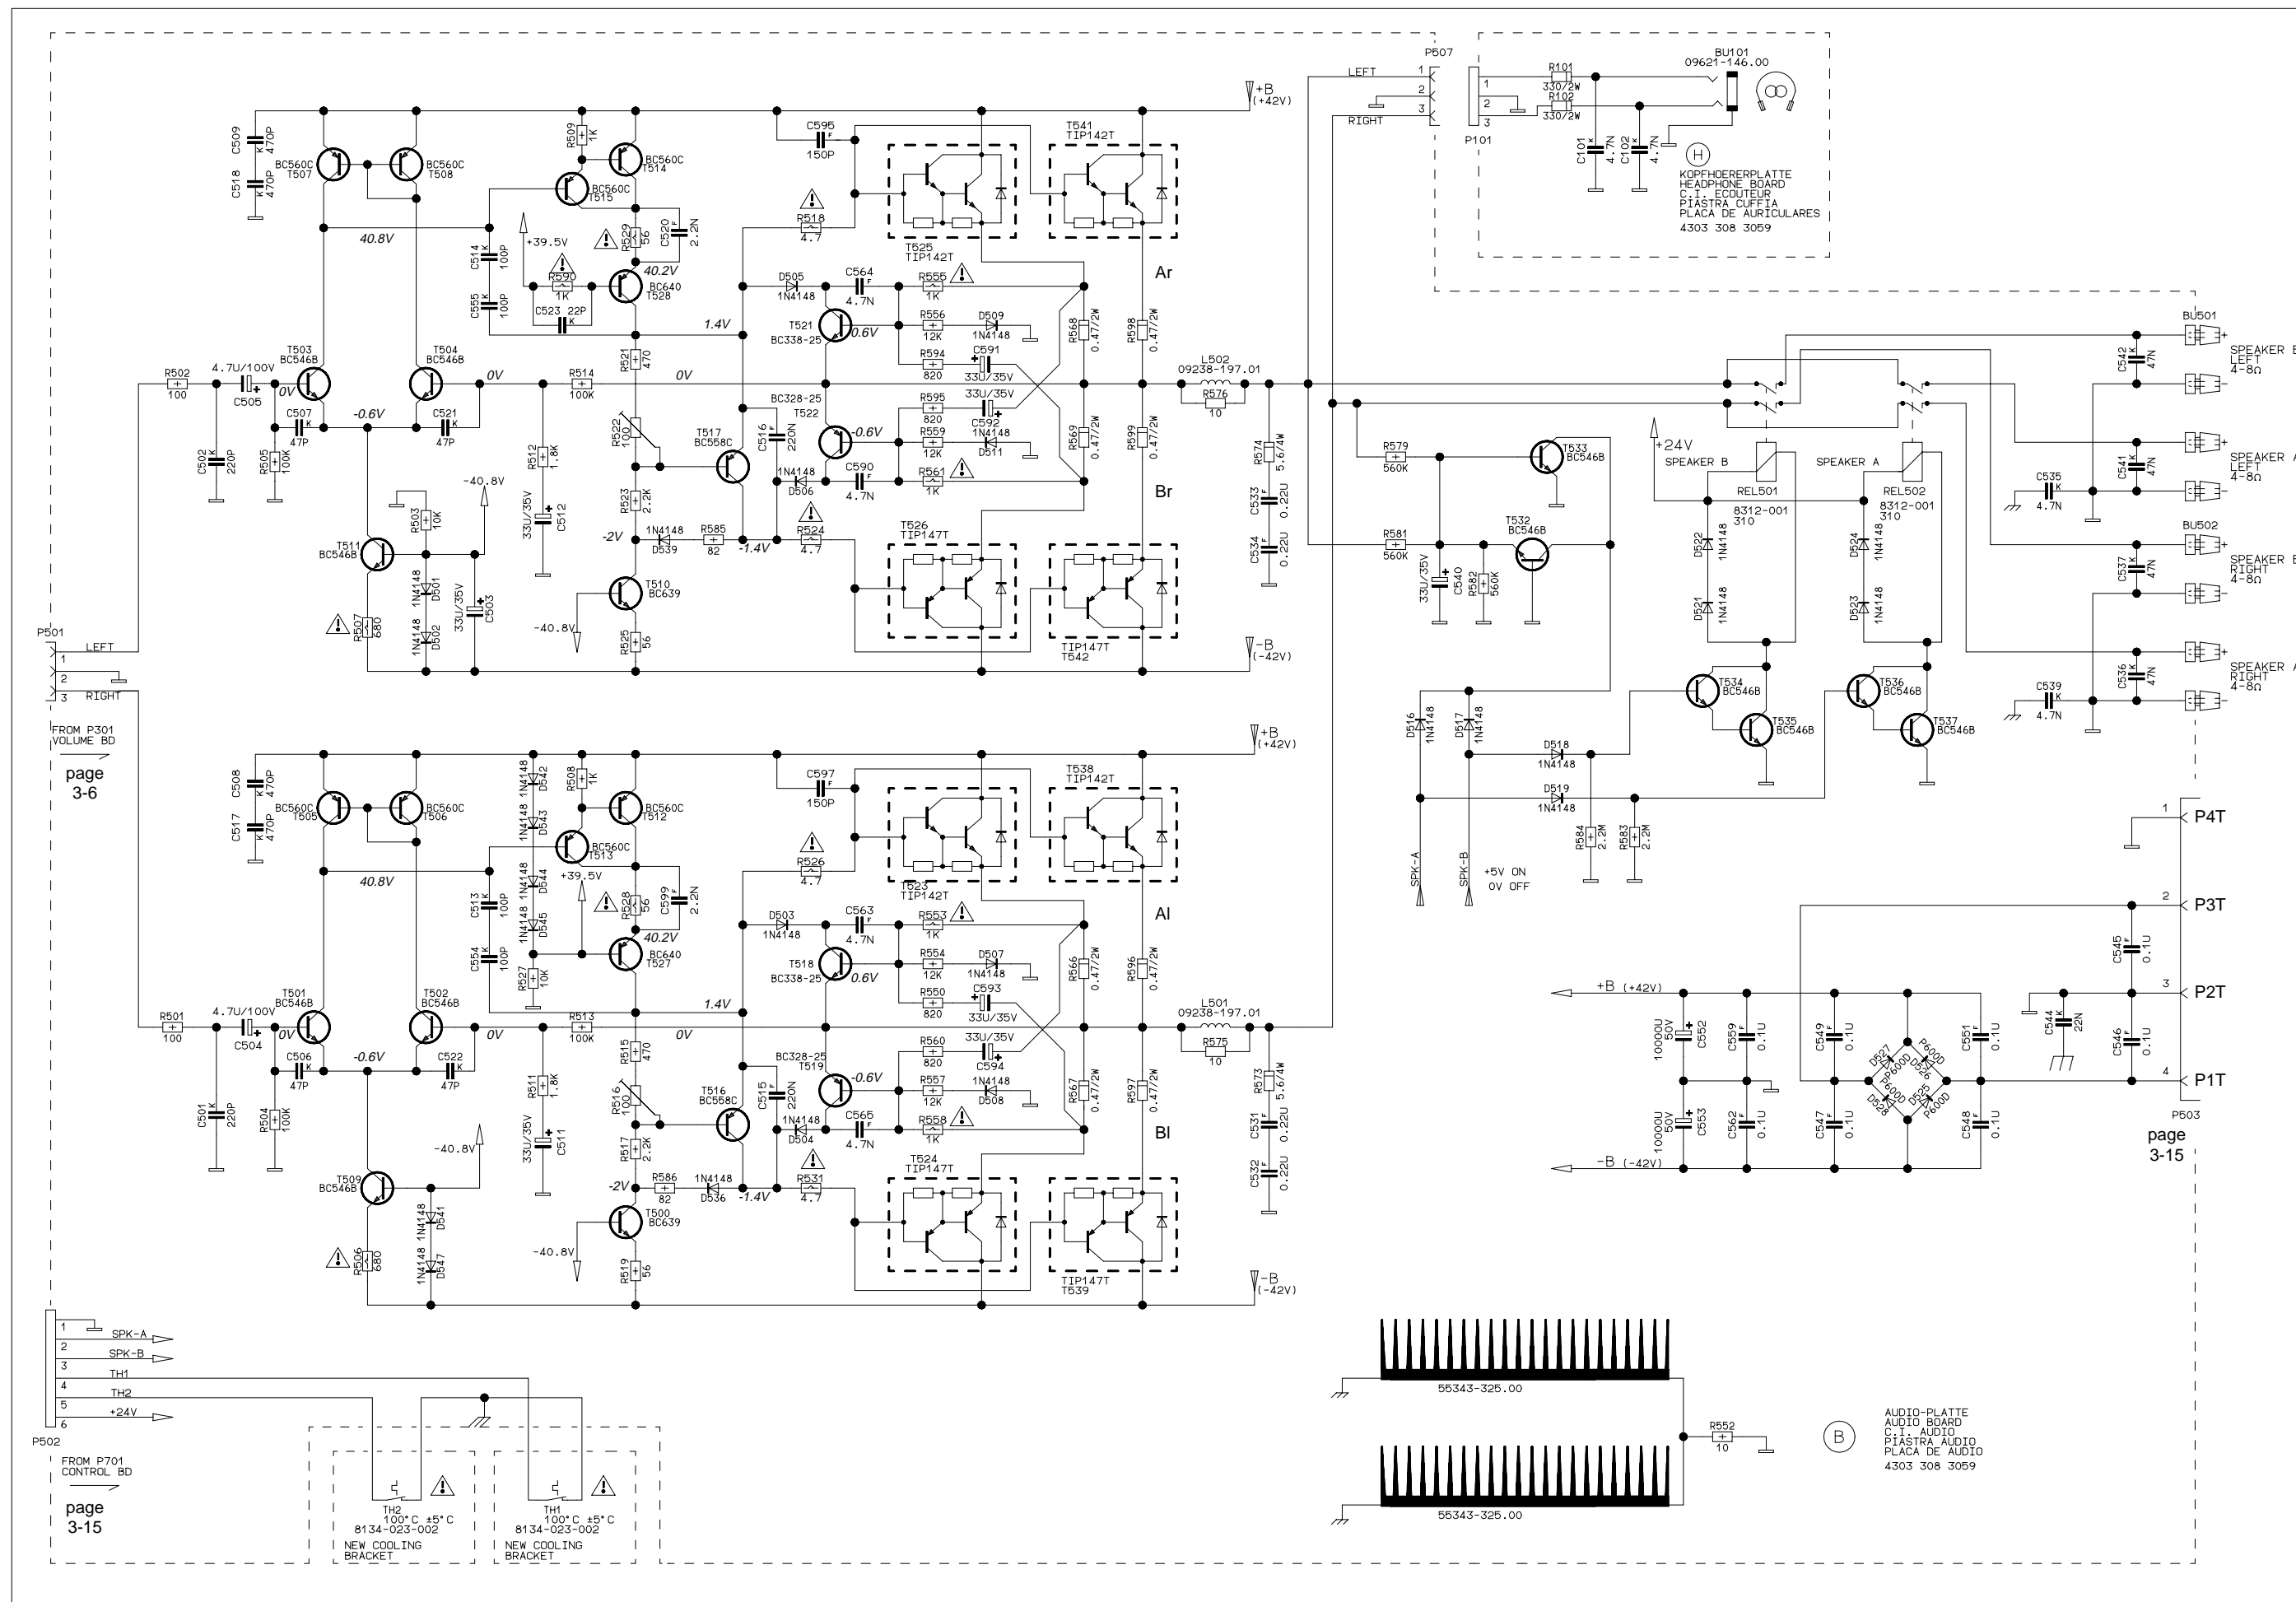 P507
LEFT
1
2
3
RIGHT
P101
1
2
3
R101
330/2W
R102
330/2W
C101
K
4.7N
C102
K
4.7N
BU101
09621-146.00
H
KOPFHOERERPLATTE
HEADPHONE BOARD
C.I. ECOUTEUR
PIASTRA CUFFIA
PLACA DE AURICULARES
4303 308 3059
+B
(+42V)
C509
K
470P
C518
K
470P
BC560C
T507
BC560C
T508
R509
1K
BC560C
T514
BC560C
T515
C595
F
150P
T541
TIP142T
R518
4.7
T525
TIP142T
40.8V
+39.5V
R529
56
C520
F
2.2N
C514
K
100P
C555
K
100P
R590
1K
40.2V
BC640
T528
C523 22P
K
D505
1N4148
C564
F
4.7N
R555
1K
Ar
1.4V
T521
BC338-25
0.6V
R556
12K
D509
1N4148
R594
820
C591
33U/35V
R568
0.47/2W
R598
0.47/2W
R521
470
P501
LEFT
1
2
3
RIGHT
FROM P301
VOLUME BD
page
3-6
R502
100
4.7U/100V
C505
0V
T503
BC546B
T504
BC546B
0V
R514
100K
0V
L502
09238-197.01
R576
10
-0.6V
C507
K
47P
C521
K
47P
C502
K
220P
R505
100K
R512
1.8K
33U/35V
C512
R522
100
T517
BC558C
C516
F
220N
BC328-25
T522
-0.6V
R595
820
33U/35V
C592
1N4148
D511
R559
12K
R561
1K
C590
F
4.7N
1N4148
D506
R569
0.47/2W
R599
0.47/2W
Br
R574
5.6/4W
C533
F
0.22U
C534
F
0.22U
-40.8V
R503
10K
T511
BC546B
1N4148
D501
1N4148
D502
33U/35V
C503
R507
680
R523
2.2K
-2V
1N4148
D539
R585
82
-1.4V
R524
4.7
T526
TIP147T
T510
BC639
-40.8V
R525
56
TIP147T
T542
-B
(-42V)
R579
560K
T533
BC546B
R581
560K
T532
BC546B
33U/35V
C540
R582
560K
+24V
SPEAKER B
REL501
8312-001
310
SPEAKER A
REL502
8312-001
310
D522
1N4148
D521
1N4148
D524
1N4148
D523
1N4148
T534
BC546B
T535
BC546B
T536
BC546B
T537
BC546B
D516
1N4148
D517
1N4148
D518
1N4148
D519
1N4148
R584
2.2M
R583
2.2M
SPK-A
SPK-B
+5V ON
0V OFF
BU501
+
SPEAKER B
LEFT
4-8Ω
-
C542
K
47N
+
SPEAKER A
LEFT
4-8Ω
-
C541
K
47N
C535
K
4.7N
BU502
+
SPEAKER B
RIGHT
4-8Ω
-
C537
K
47N
+
SPEAKER A
RIGHT
4-8Ω
-
C536
K
47N
C539
K
4.7N
+B
(+42V)
C508
K
470P
C517
K
470P
BC560C
T505
BC560C
T506
1N4148
D542
1N4148
D543
1N4148
D544
1N4148
D545
R508
1K
BC560C
T512
BC560C
T513
+39.5V
C597
F
150P
T538
TIP142T
R526
4.7
T523
TIP142T
40.8V
R528
56
C599
F
2.2N
C513
K
100P
C554
K
100P
R527
10K
40.2V
BC640
T527
D503
1N4148
C563
F
4.7N
R553
1K
Al
1.4V
T518
BC338-25
0.6V
R554
12K
D507
1N4148
R550
820
C593
33U/35V
R566
0.47/2W
R596
0.47/2W
R501
100
4.7U/100V
C504
0V
T501
BC546B
T502
BC546B
0V
R513
100K
0V
L501
09238-197.01
R575
10
-0.6V
C506
K
47P
C522
K
47P
C501
K
220P
R504
100K
R511
1.8K
33U/35V
C511
R515
470
R516
100
R517
2.2K
T516
BC558C
C515
F
220N
BC328-25
T519
-0.6V
R560
820
33U/35V
C594
R557
12K
1N4148
D508
R558
1K
C565
F
4.7N
1N4148
D504
R567
0.47/2W
R597
0.47/2W
Bl
R573
5.6/4W
C531
F
0.22U
C532
F
0.22U
-40.8V
T509
BC546B
1N4148
D541
1N4148
D547
R506
680
-2V
R586
82
1N4148
D536
-1.4V
R531
4.7
T524
TIP147T
T500
BC639
-40.8V
R519
56
TIP147T
T539
-B
(-42V)
1
P4T
2
P3T
3
P2T
4
P1T
P503
page
3-15
C545
F
0.1U
C546
F
0.1U
C544
K
22N
+B (+42V)
10000U
50V
C552
C559
F
0.1U
C549
F
0.1U
C551
F
0.1U
D527
P600D
P600D
D526
P600D
D528
D525
P600D
10000U
50V
C553
C562
F
0.1U
C547
F
0.1U
C548
F
0.1U
-B (-42V)
1
SPK-A
2
SPK-B
3
TH1
4
TH2
5
+24V
6
P502
FROM P701
CONTROL BD
page
3-15
TH2
100°C ±5°C
8134-023-002
NEW COOLING
BRACKET
TH1
100°C ±5°C
8134-023-002
NEW COOLING
BRACKET
55343-325.00
55343-325.00
R552
10
B
AUDIO-PLATTE
AUDIO BOARD
C.I. AUDIO
PIASTRA AUDIO
PLACA DE AUDIO
4303 308 3059